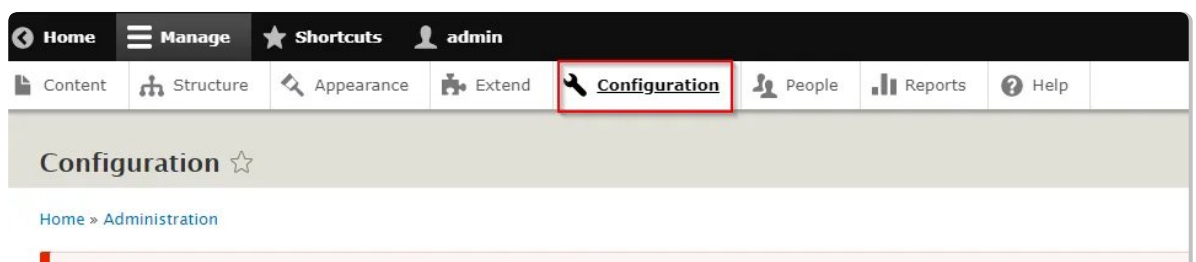 Home Manage Shortcuts admin
Content Structure Appearance Extend Configuration People Reports Help
Configuration
Home » Administration